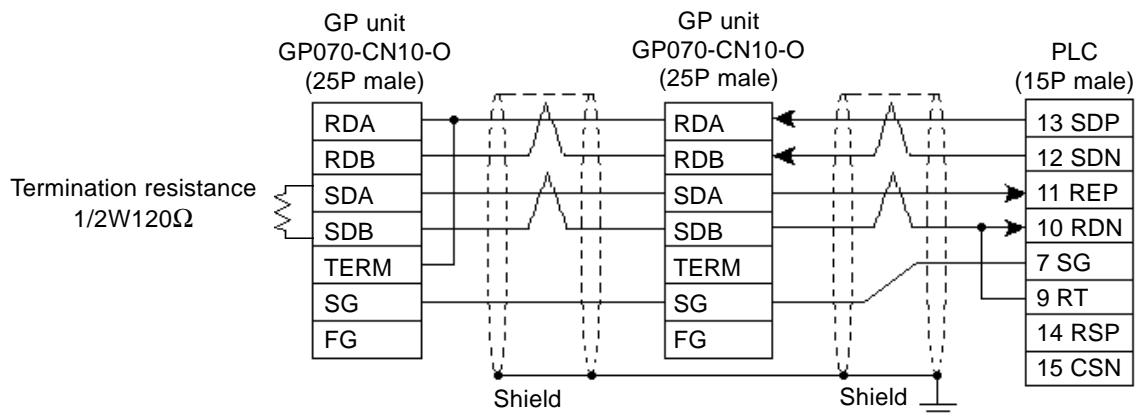 GP unit
GP070-CN10-O
(25P male)
RDA
RDB
SDA
SDB
TERM
SG
FG
Termination resistance
1/2W120Ω
Shield
GP unit
GP070-CN10-O
(25P male)
RDA
RDB
SDA
SDB
TERM
SG
FG
Shield
PLC
(15P male)
13 SDP
12 SDN
11 REP
10 RDN
7 SG
9 RT
14 RSP
15 CSN